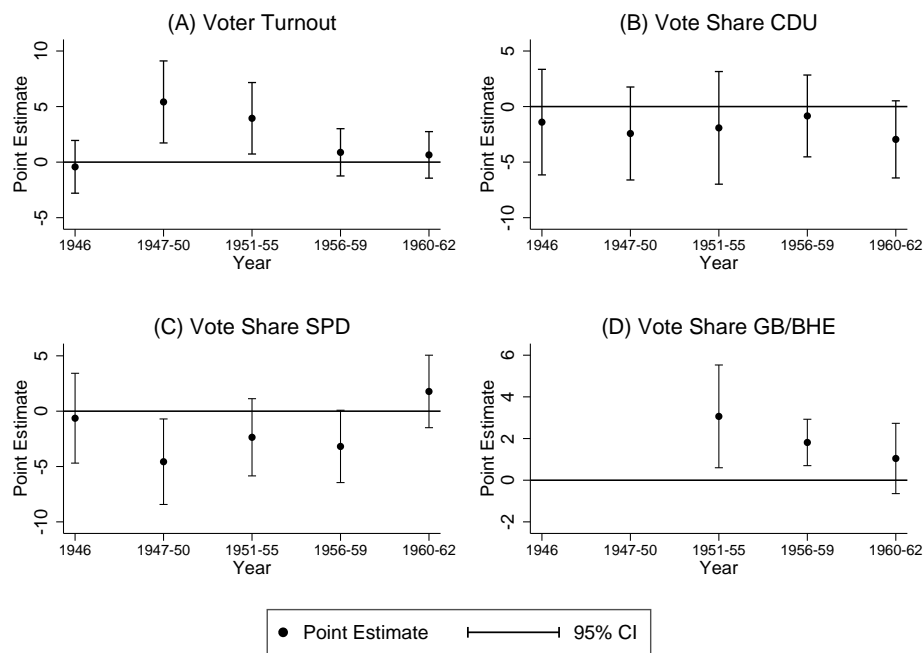 (A) Voter Turnout
Point Estimate
10
5
0
-5
1946 1947-50 1951-55 1956-59 1960-62
Year
(B) Vote Share CDU
Point Estimate
5
0
-5
-10
1946 1947-50 1951-55 1956-59 1960-62
Year
(C) Vote Share SPD
Point Estimate
5
0
-5
-10
1946 1947-50 1951-55 1956-59 1960-62
Year
(D) Vote Share GB/BHE
Point Estimate
6
4
2
0
-2
1946 1947-50 1951-55 1956-59 1960-62
Year
Point Estimate 95% CI